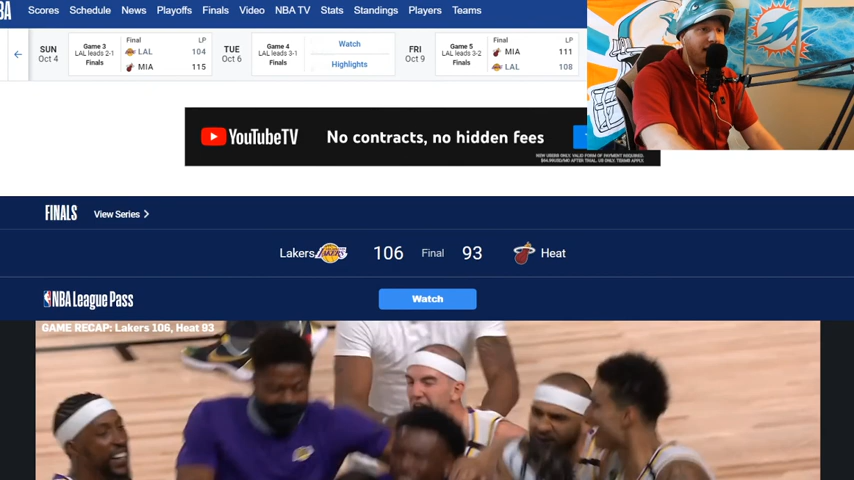 BA Scores Schedule News Playoffs Finals Video NBA TV Stats Standings Players Teams
SUN
Oct 4
Game 3
LAL leads 2-1
Finals
Final LP
LAL 104
MIA 115
TUE
Oct 6
Game 4
LAL leads 3-1
Finals
Watch
Highlights
FRI
Oct 9
Game 5
LAL leads 3-2
Finals
Final LP
MIA 111
LAL 108
YouTubeTV No contracts, no hidden fees
FINALS View Series
Lakers LAKERS 106 Final 93 Heat
NBA League Pass Watch
GAME RECAP: Lakers 106, Heat 93